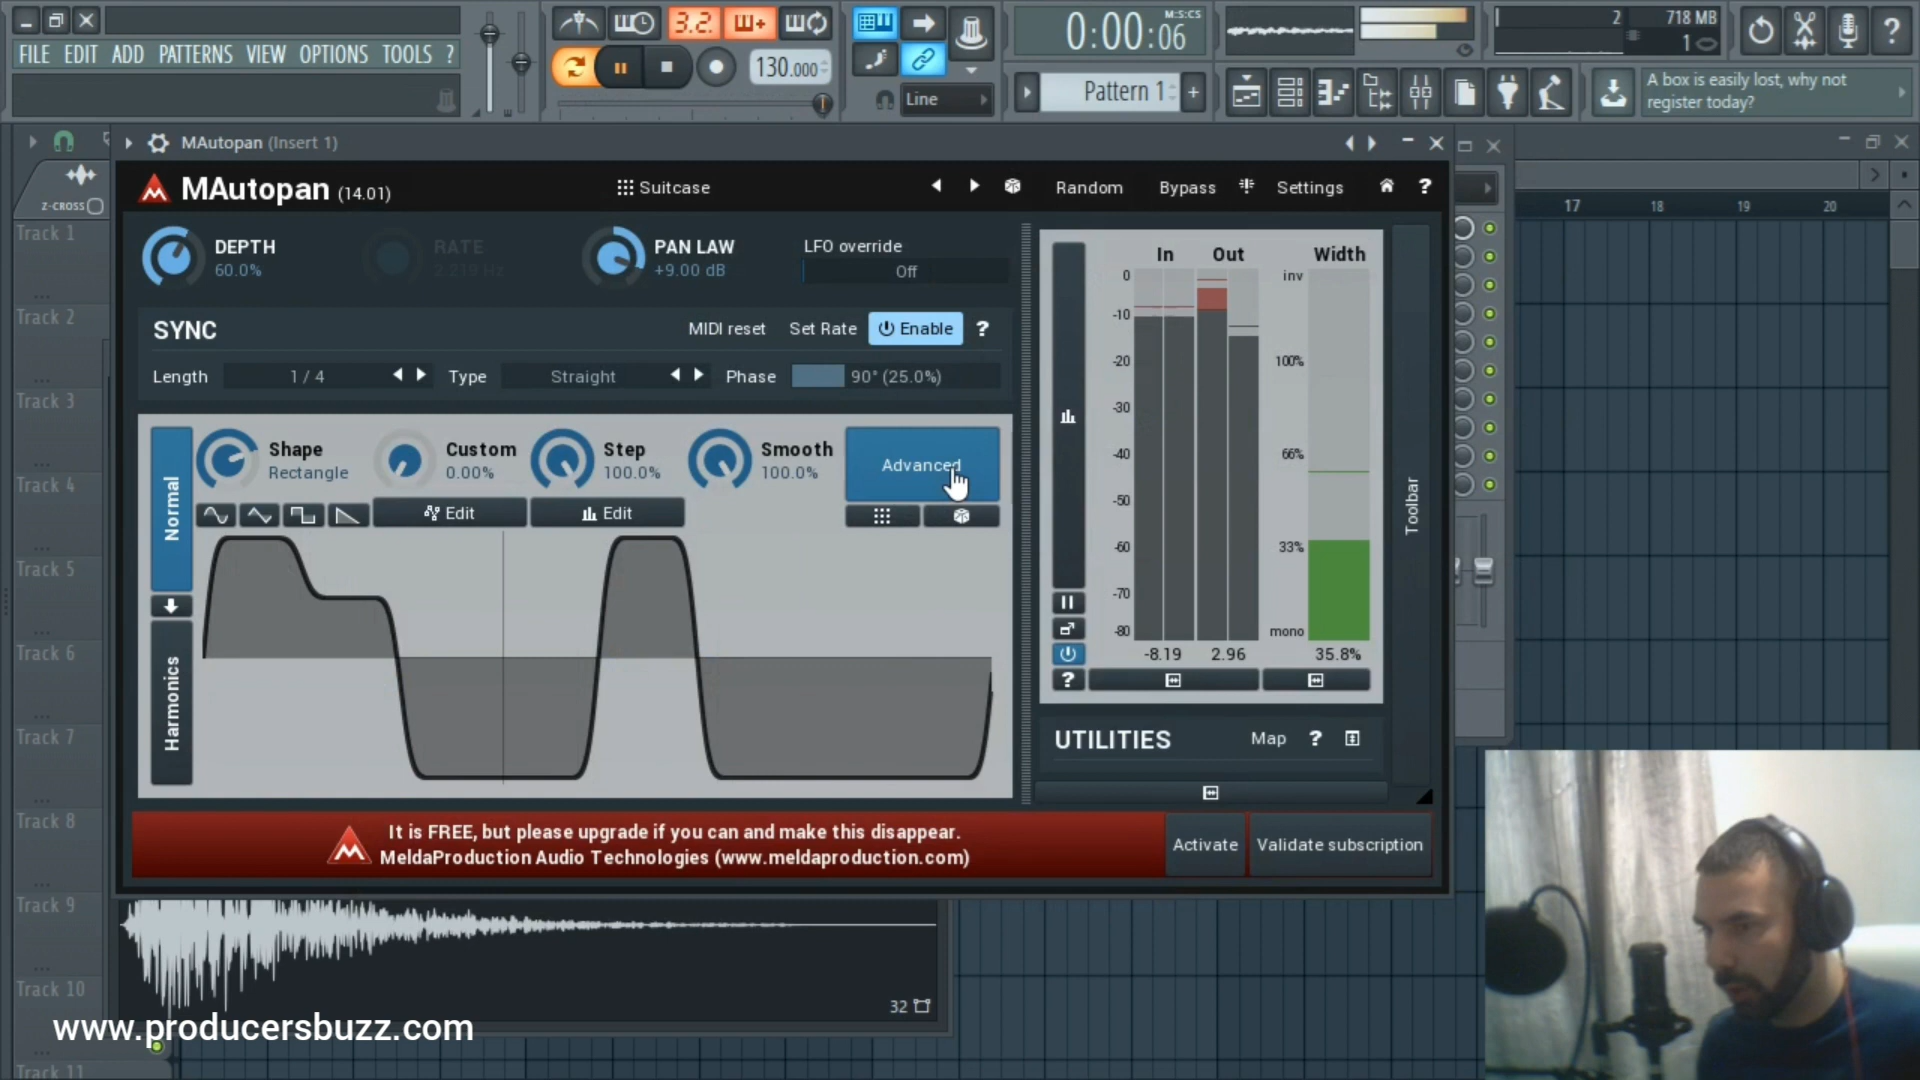 FILE EDIT ADD PATTERNS VIEW OPTIONS TOOLS ?
3.2.
130.000
Line
0:00:06
M:S:CS
Pattern 1
2
718 MB
1
A box is easily lost, why not
register today?
MAutopan (Insert 1)
MAutopan (14.01)
Suitcase
Random
Bypass
Settings
?
Z-CROSS
Track 1
Track 2
Track 3
Track 4
Track 5
Track 6
Track 7
Track 8
Track 9
Track 10
Track 11
17 18 19 20
DEPTH
60.0%
RATE
2.219 Hz
PAN LAW
+9.00 dB
LFO override
Off
SYNC
MIDI reset
Set Rate
Enable
?
Length
1 / 4
Type
Straight
Phase
90° (25.0%)
Normal
Harmonics
Shape
Rectangle
Custom
0.00%
Step
100.0%
Smooth
100.0%
Advanced
Edit
Edit
In Out Width
0
-10
-20
-30
-40
-50
-60
-70
-80
inv
100%
66%
33%
mono
-8.19 2.96 35.8%
?
Toolbar
UTILITIES
Map
?
It is FREE, but please upgrade if you can and make this disappear.
MeldaProduction Audio Technologies (www.meldaproduction.com)
Activate
Validate subscription
32
www.producersbuzz.com